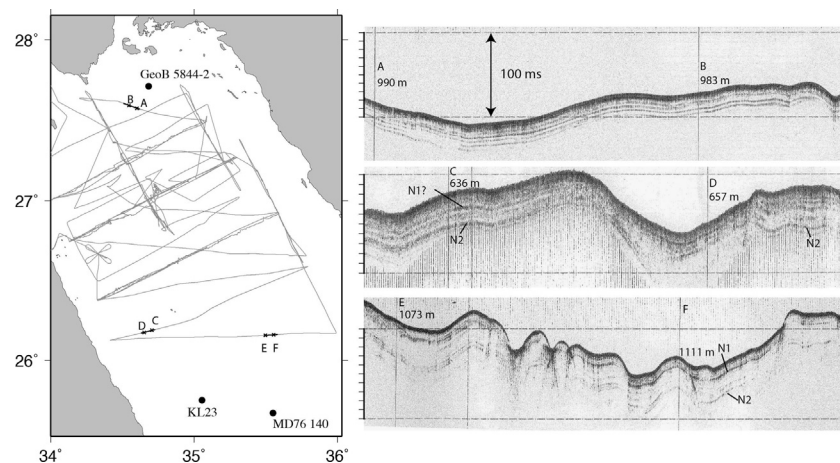 28°
GeoB 5844-2
B A
27°
D C
E F
26°
KL23
MD76 140
34 35 36
A
990 m
100 ms
B
983 m
C
636 m
N1?
N2
D
657 m
N2
E
1073 m
F
1111 m
N1
N2